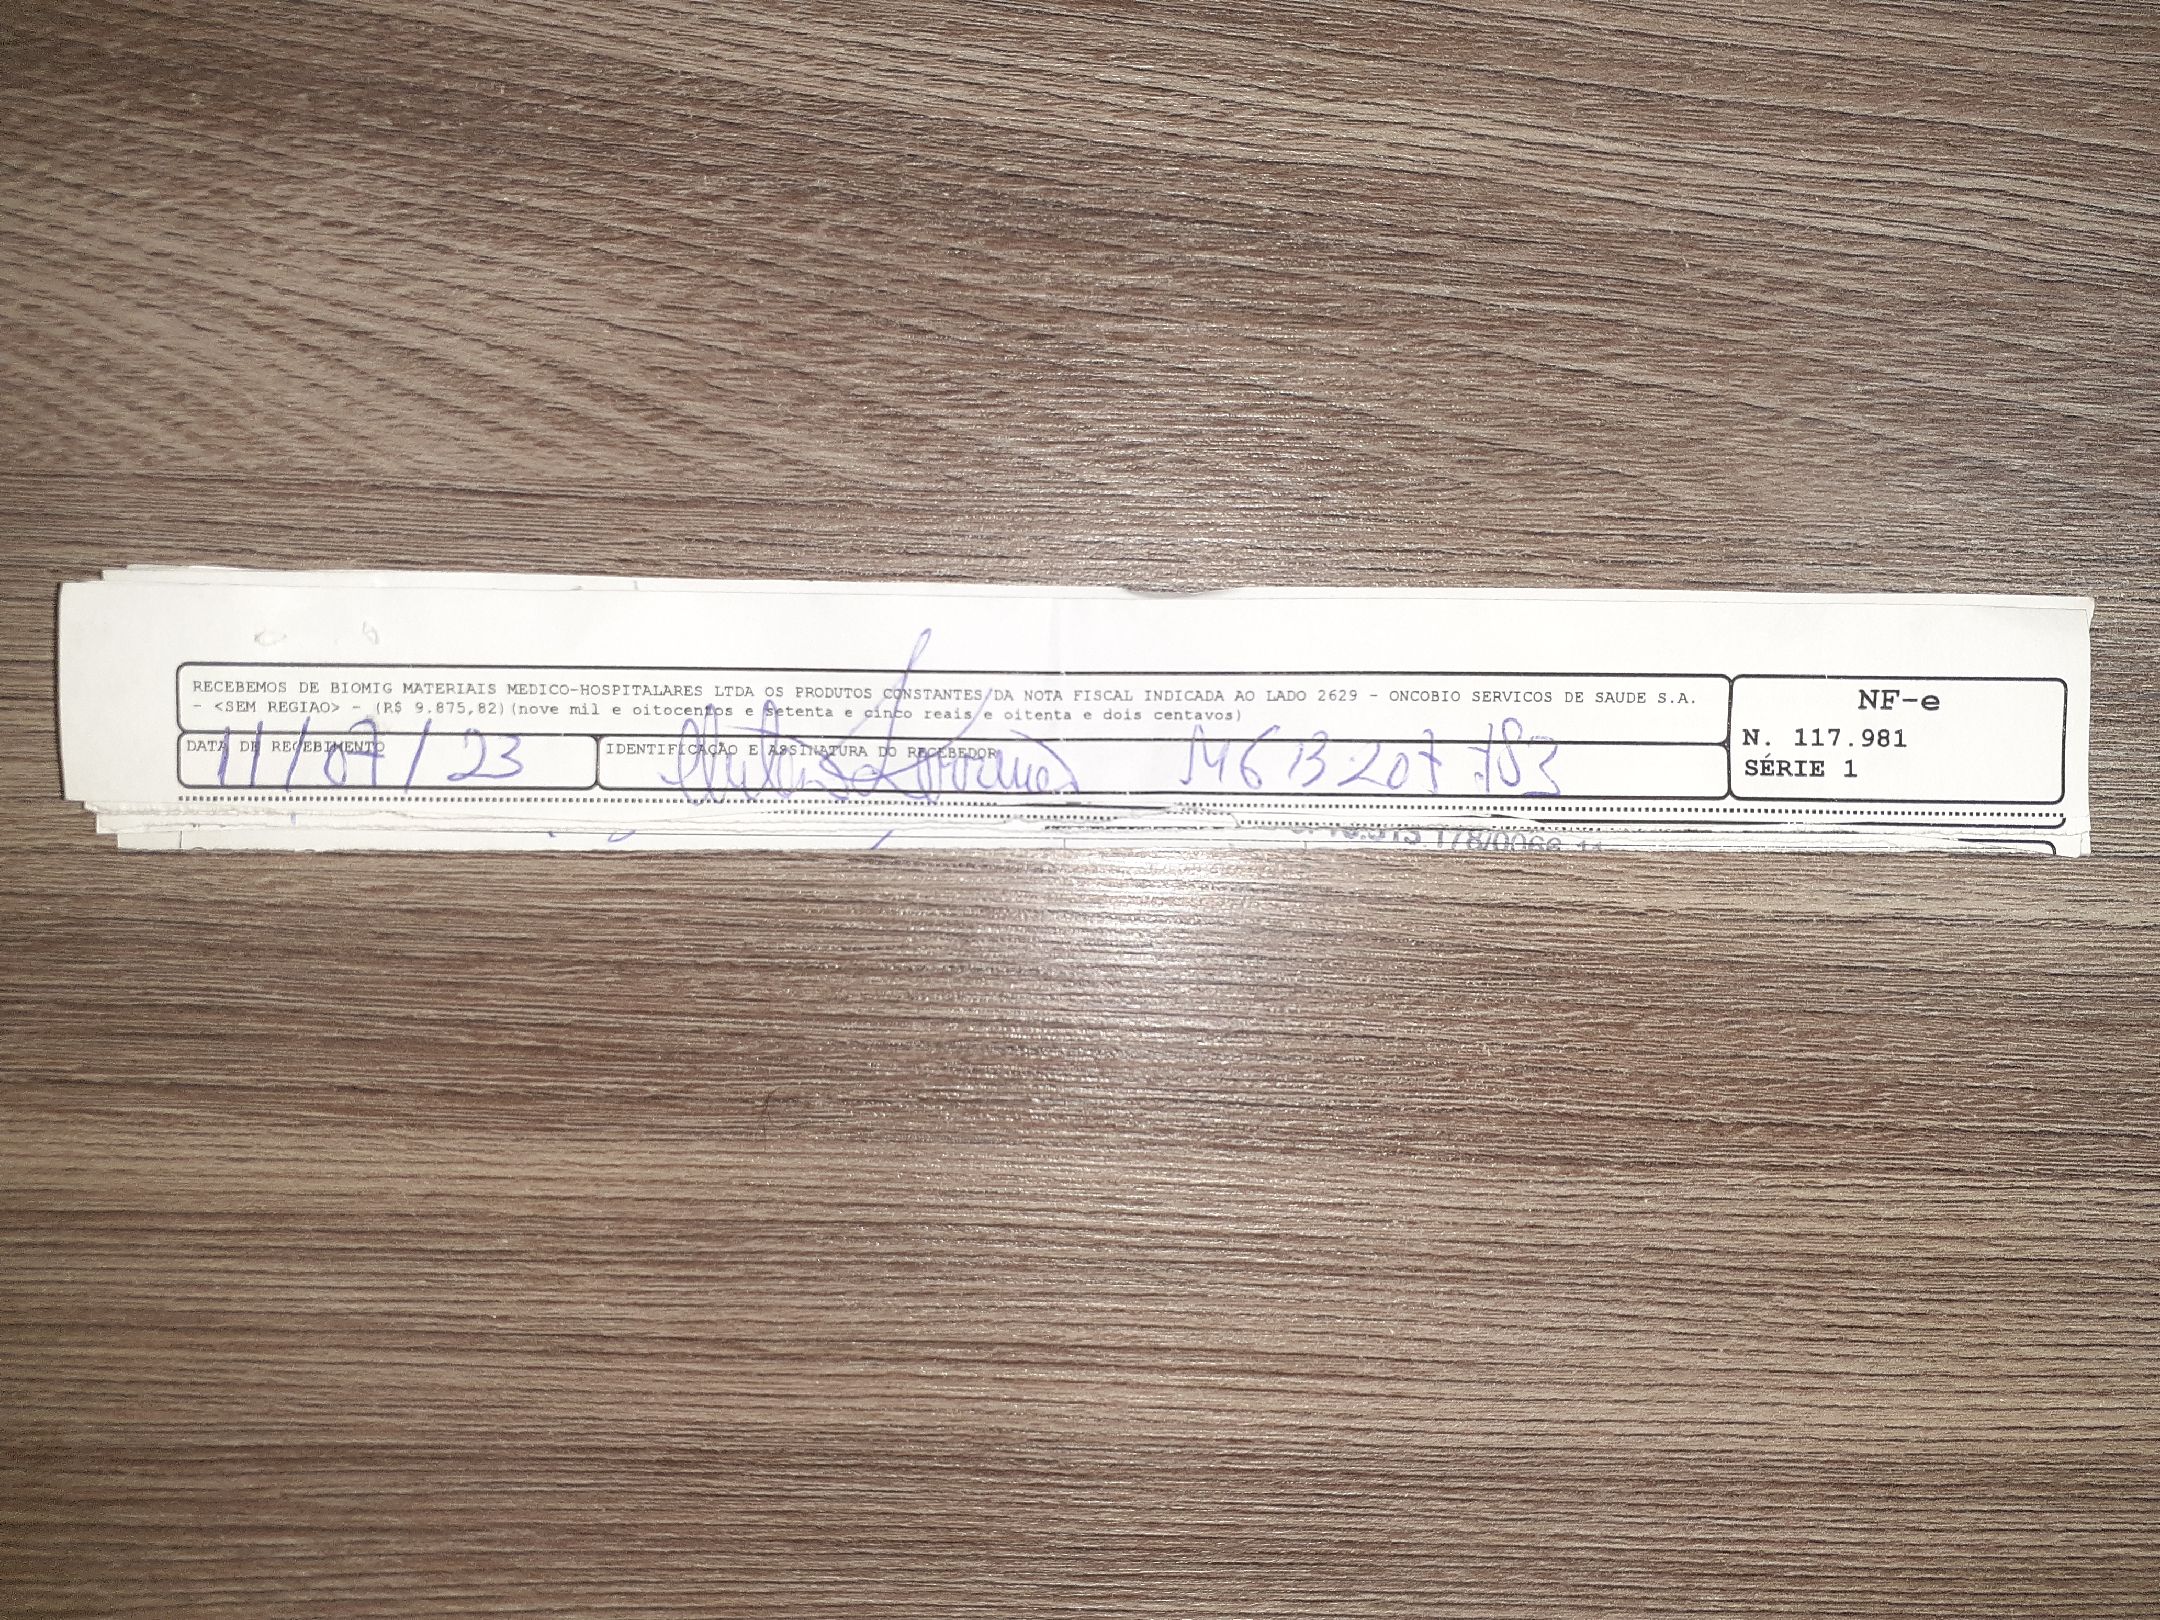 RECEBEMOS DE BIOMIG MATERIAIS MEDICO-HOSPITALARES LTDA OS PRODUTOS CONSTANTES DA NOTA FISCAL INDICADA AO LADO 2629 - ONCOBIO SERVICOS DE SAUDE S.A.
- <SEM REGIAO> - (R$ 9.875,82)(nove mil e oitocentos e setenta e cinco reais e oitenta e dois centavos)
DATA DE RECEBIMENTO
11/07/23
IDENTIFICAÇÃO E ASSINATURA DO RECEBEDOR
MG 13.207.783
NF-e
N. 117.981
SÉRIE 1